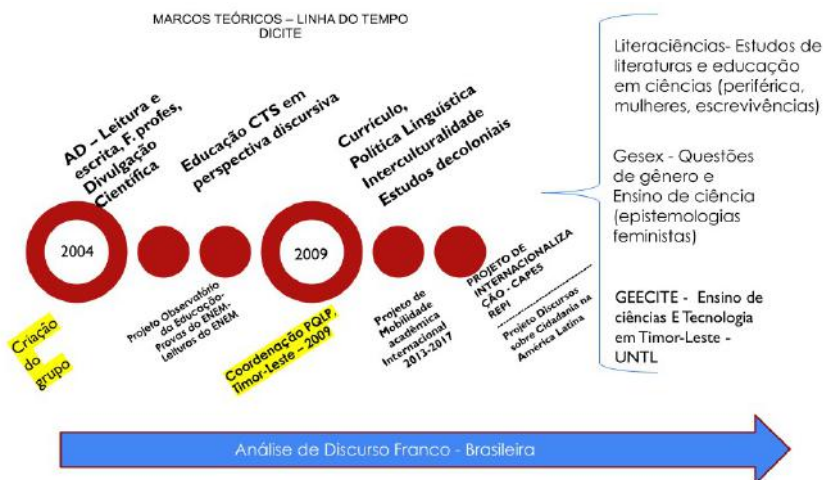 MARCOS TEÓRICOS – LINHA DO TEMPO
DICITE
AD – Leitura e
escrita, F. profes,
Divulgação
Científica
Educação CTS em
perspectiva discursiva
Currículo,
Política Linguística
Interculturalidade
Estudos decoloniais
2004
2009
Criação
do
grupo
Projeto Observatório
da Educação-
Provas do ENEM-
Leituras do ENEM
Coordenação PQLP,
Timor-Leste – 2009
Projeto de
Mobilidade
acadêmica
Internacional
2013-2017
PROJETO DE
INTERNACIONALIZA
ÇÃO - CAPES
REPI
Projeto Discursos
sobre Cidadania na
América Latina
Literaciências- Estudos de
literaturas e educação
em ciências (periférica,
mulheres, escrevivências)
Gesex - Questões
de gênero e
Ensino de ciência
(epistemologias
feministas)
GEECITE - Ensino de
ciências E Tecnologia
em Timor-Leste -
UNTL
Análise de Discurso Franco - Brasileira